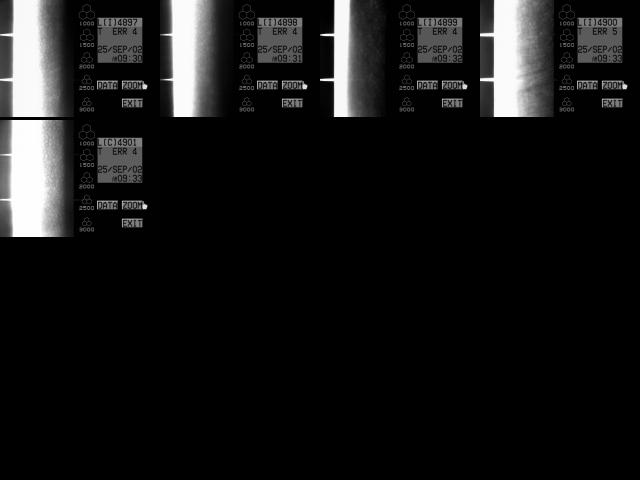 1000
L(I)4897
T ERR 4
1500
25/SEP/02
㏂09:30
2000
2500
DATA ZOOM
3000
EXIT
1000
L(I)4898
T ERR 4
1500
25/SEP/02
㏂09:31
2000
2500
DATA ZOOM
3000
EXIT
1000
L(I)4899
T ERR 4
1500
25/SEP/02
㏂09:32
2000
2500
DATA ZOOM
3000
EXIT
1000
L(I)4900
T ERR 5
1500
25/SEP/02
㏂09:33
2000
2500
DATA ZOOM
3000
EXIT
1000
L(C)4901
T ERR 4
1500
25/SEP/02
㏂09:33
2000
2500
DATA ZOOM
3000
EXIT